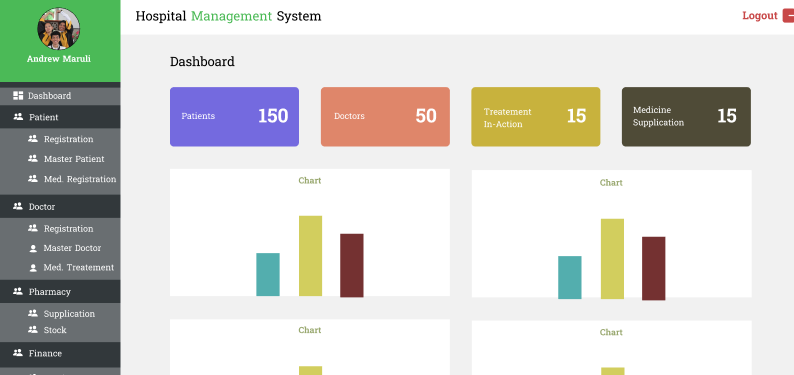 Hospital Management System
Logout
Andrew Maruli
Dashboard
Patient
Registration
Master Patient
Med. Registration
Doctor
Registration
Master Doctor
Med. Treatement
Pharmacy
Supplication
Stock
Finance
Dashboard
Patients 150
Doctors 50
Treatement
In-Action
15
Medicine
Supplication
15
Chart
Chart
Chart
Chart